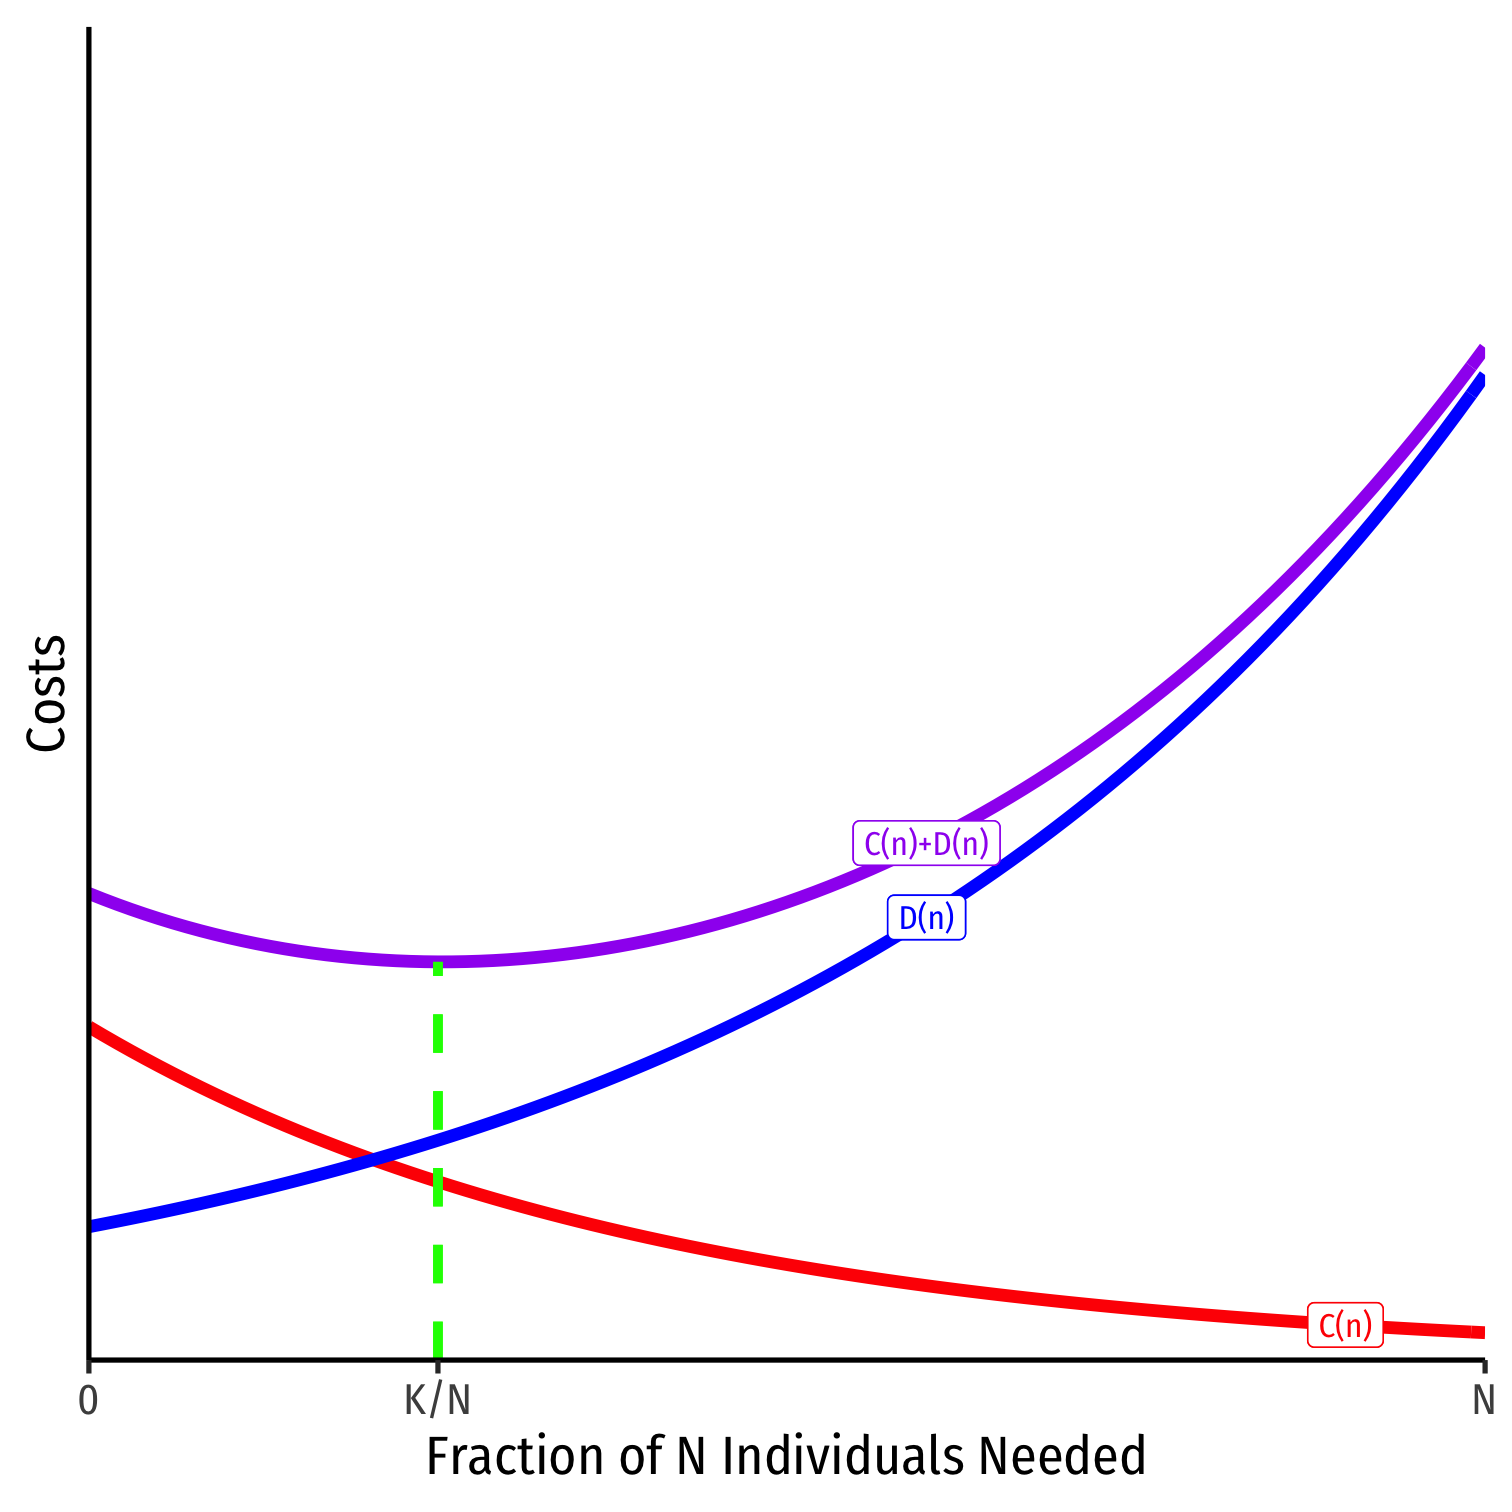 Costs
C(n)+D(n)
D(n)
C(n)
0
K/N
N
Fraction of N Individuals Needed